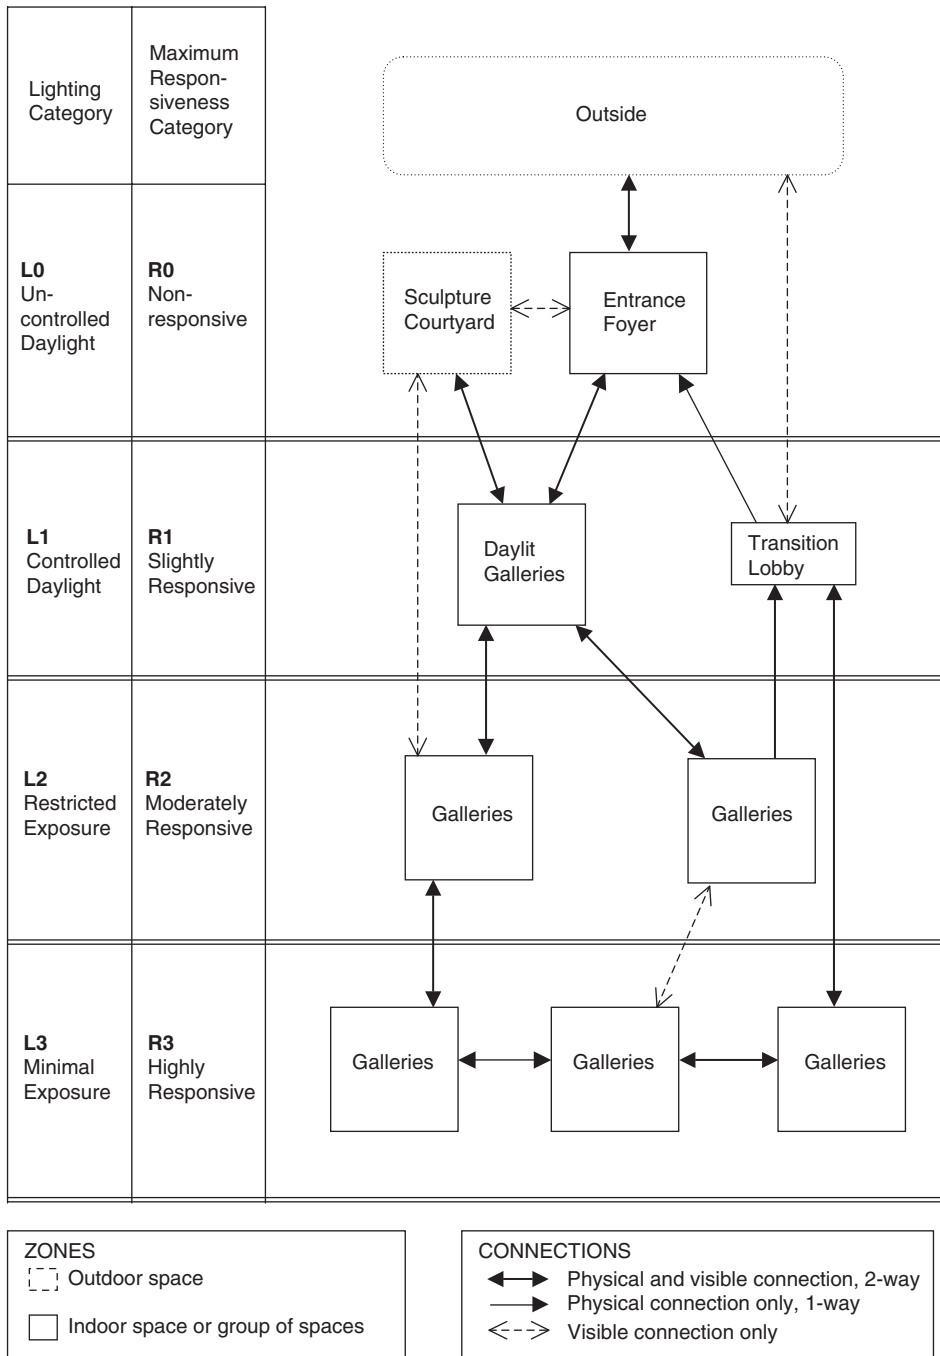 Lighting
Category
Maximum
Respon-
siveness
Category
Outside
L0
Un-
controlled
Daylight
R0
Non-
responsive
Sculpture
Courtyard
Entrance
Foyer
L1
Controlled
Daylight
R1
Slightly
Responsive
Daylit
Galleries
Transition
Lobby
L2
Restricted
Exposure
R2
Moderately
Responsive
Galleries
Galleries
L3
Minimal
Exposure
R3
Highly
Responsive
Galleries
Galleries
Galleries
ZONES
Outdoor space
Indoor space or group of spaces
CONNECTIONS
Physical and visible connection, 2-way
Physical connection only, 1-way
Visible connection only